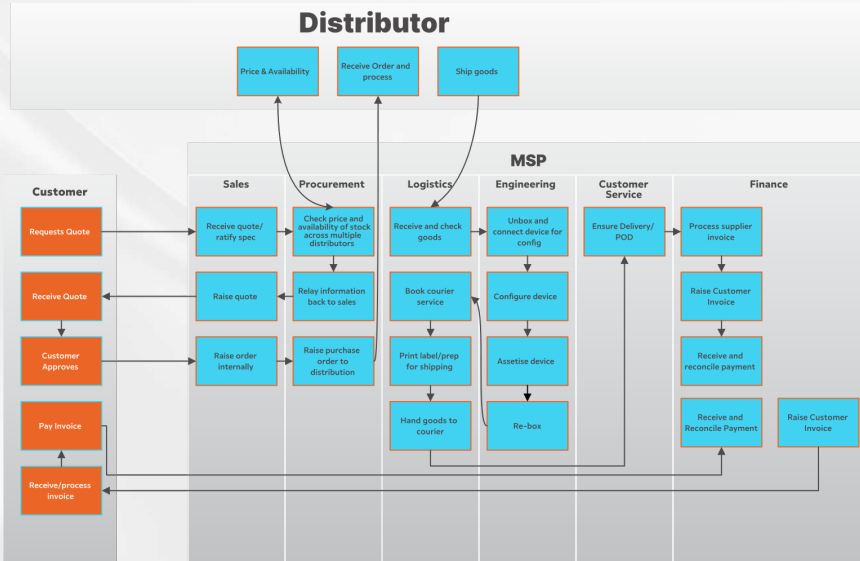 Distributor
Price & Availability
Receive Order and
process
Ship goods
MSP
Customer
Sales
Procurement
Logistics
Engineering
Customer
Service
Finance
Requests Quote
Receive quote/
ratify spec
Check price and
availability of stock
across multiple
distributors
Receive and check
goods
Unbox and
connect device for
config
Ensure Delivery/
POD
Process supplier
invoice
Receive Quote
Raise quote
Relay information
back to sales
Book courier
service
Configure device
Raise Customer
Invoice
Customer
Approves
Raise order
internally
Raise purchase
order to
distribution
Print label/prep
for shipping
Assetise device
Receive and
reconcile payment
Pay Invoice
Hand goods to
courier
Re-box
Receive and
Reconcile Payment
Raise Customer
Invoice
Receive/process
invoice